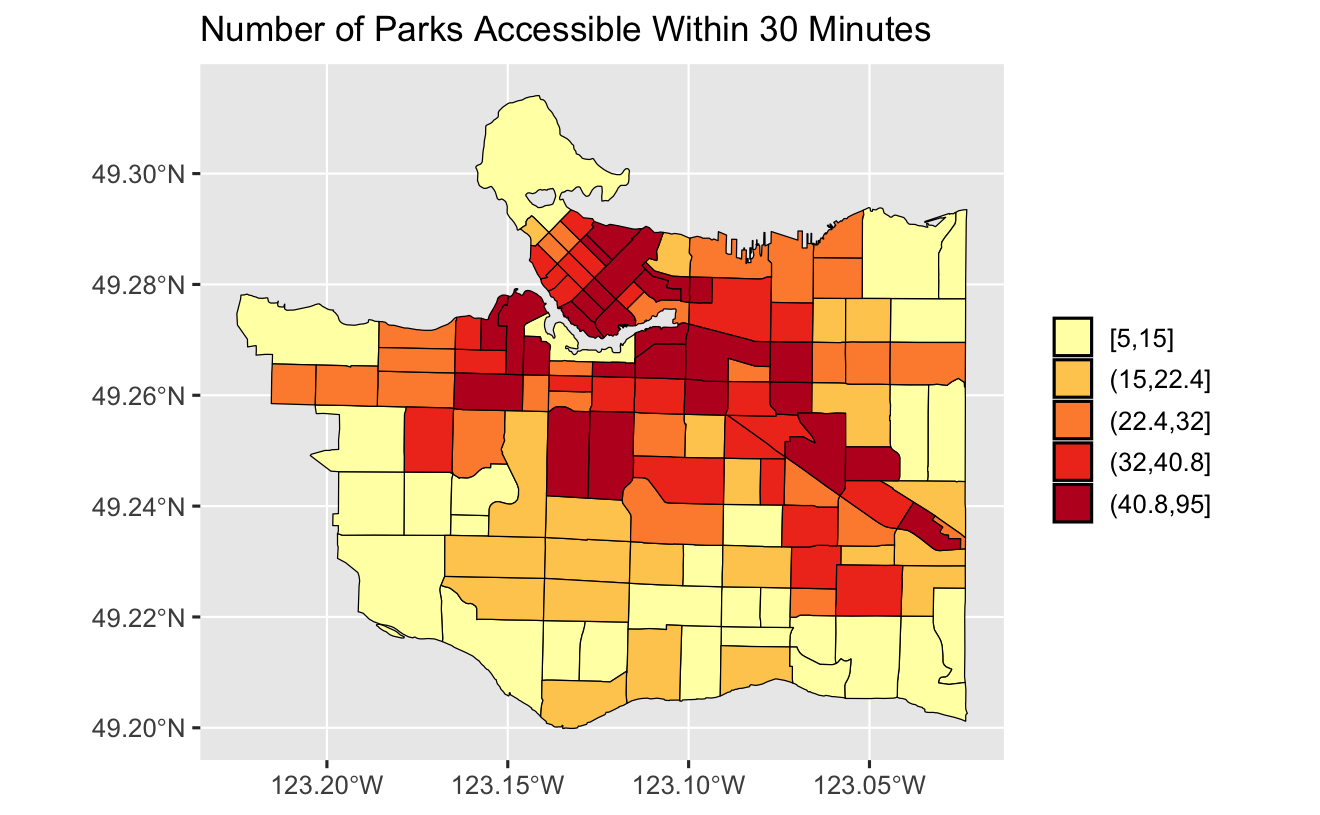 Number of Parks Accessible Within 30 Minutes
49.30°N
49.28°N
49.26°N
49.24°N
49.22°N
49.20°N
123.20°W 123.15°W 123.10°W 123.05°W
[5,15]
(15,22.4]
(22.4,32]
(32,40.8]
(40.8,95]